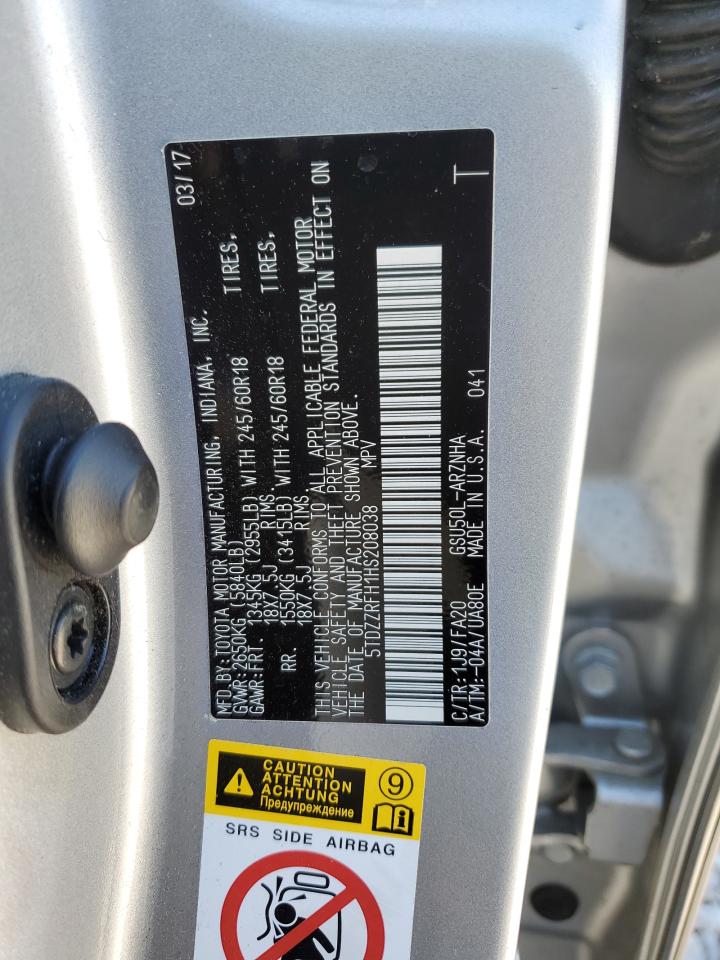 MFD.BY:TOYOTA MOTOR MANUFACTURING, INDIANA, INC. 03/17
GVWR:2650KG (5840LB)
GAWR:FRT. 1345KG (2955LB) WITH 245/60R18 TIRES,
18X7.5J RIMS,
RR. 1550KG (3415LB) WITH 245/60R18 TIRES,
18X7.5J RIMS.
THIS VEHICLE CONFORMS TO ALL APPLICABLE FEDERAL MOTOR
VEHICLE SAFETY AND THEFT PREVENTION STANDARDS IN EFFECT ON
THE DATE OF MANUFACTURE SHOWN ABOVE.
5TDZZRFH1HS208038 MPV
C/TR:1J9/FA20 GSU50L-ARZNHA
A/TM:-04A/UA80E MADE IN U.S.A. 041 T
CAUTION
ATTENTION
ACHTUNG
Предупреждение
9
i
SRS SIDE AIRBAG